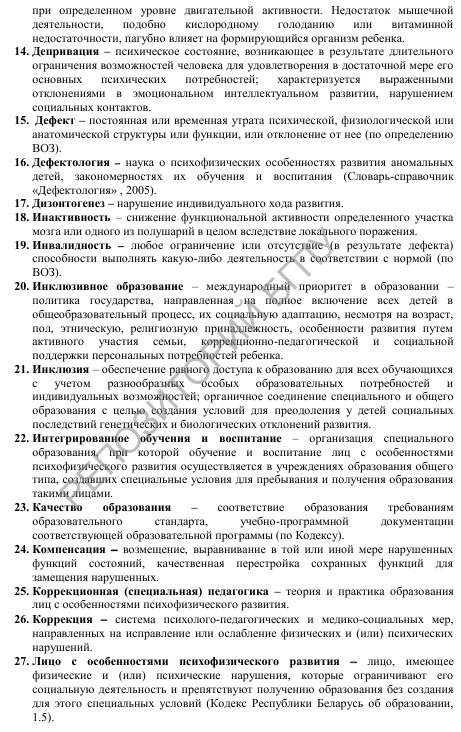 при определенном уровне двигательной активности. Недостаток мышечной
деятельности, подобно кислородному голоданию или витаминной
недостаточности, пагубно влияет на формирующийся организм ребенка.
14. Депривация – психическое состояние, возникающее в результате длительного
ограничения возможностей человека для удовлетворения в достаточной мере его
основных психических потребностей; характеризуется выраженными
отклонениями в эмоциональном интеллектуальном развитии, нарушением
социальных контактов.
15. Дефект – постоянная или временная утрата психической, физиологической или
анатомической структуры или функции, или отклонение от нее (по определению
ВОЗ).
16. Дефектология – наука о психофизических особенностях развития аномальных
детей, закономерностях их обучения и воспитания (Словарь-справочник
«Дефектология» , 2005).
17. Дизонтогенез – нарушение индивидуального хода развития.
18. Инактивность – снижение функциональной активности определенного участка
мозга или одного из полушарий в целом вследствие локального поражения.
19. Инвалидность – любое ограничение или отсутствие (в результате дефекта)
способности выполнять какую-либо деятельность в соответствии с нормой (по
ВОЗ).
20. Инклюзивное образование – международный приоритет в образовании –
политика государства, направленная на полное включение всех детей в
общеобразовательный процесс, их социальную адаптацию, несмотря на возраст,
пол, этническую, религиозную принадлежность, особенности развития путем
активного участия семьи, коррекционно-педагогической и социальной
поддержки персональных потребностей ребенка.
21. Инклюзия – обеспечение равного доступа к образованию для всех обучающихся
с учетом разнообразия особых образовательных потребностей и
индивидуальных возможностей; органичное соединение специального и общего
образования с целью создания условий для преодоления у детей социальных
последствий генетических и биологических отклонений развития.
22. Интегрированное обучения и воспитание – организация специального
образования, при которой обучение и воспитание лиц с особенностями
психофизического развития осуществляется в учреждениях образования общего
типа, создавших специальные условия для пребывания и получения образования
такими лицами.
23. Качество образования – соответствие образования требованиям
образовательного стандарта, учебно-программной документации
соответствующей образовательной программы (по Кодексу).
24. Компенсация – возмещение, выравнивание в той или иной мере нарушенных
функций состояний, качественная перестройка сохранных функций для
замещения нарушенных.
25. Коррекционная (специальная) педагогика – теория и практика образования
лиц с особенностями психофизического развития.
26. Коррекция – система психолого-педагогических и медико-социальных мер,
направленных на исправление или ослабление физических и (или) психических
нарушений.
27. Лицо с особенностями психофизического развития – лицо, имеющее
физические и (или) психические нарушения, которые ограничивают его
социальную деятельность и препятствуют получению образования без создания
для этого специальных условий (Кодекс Республики Беларусь об образовании,
1.5).
РЕПОЗИТОРИЙ БГПУ